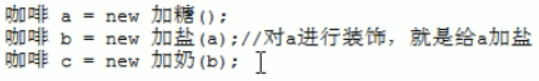 咖啡 a = new 加糖();
咖啡 b = new 加盐(a);//对a进行装饰，就是给a加盐
咖啡 c = new 加奶(b);